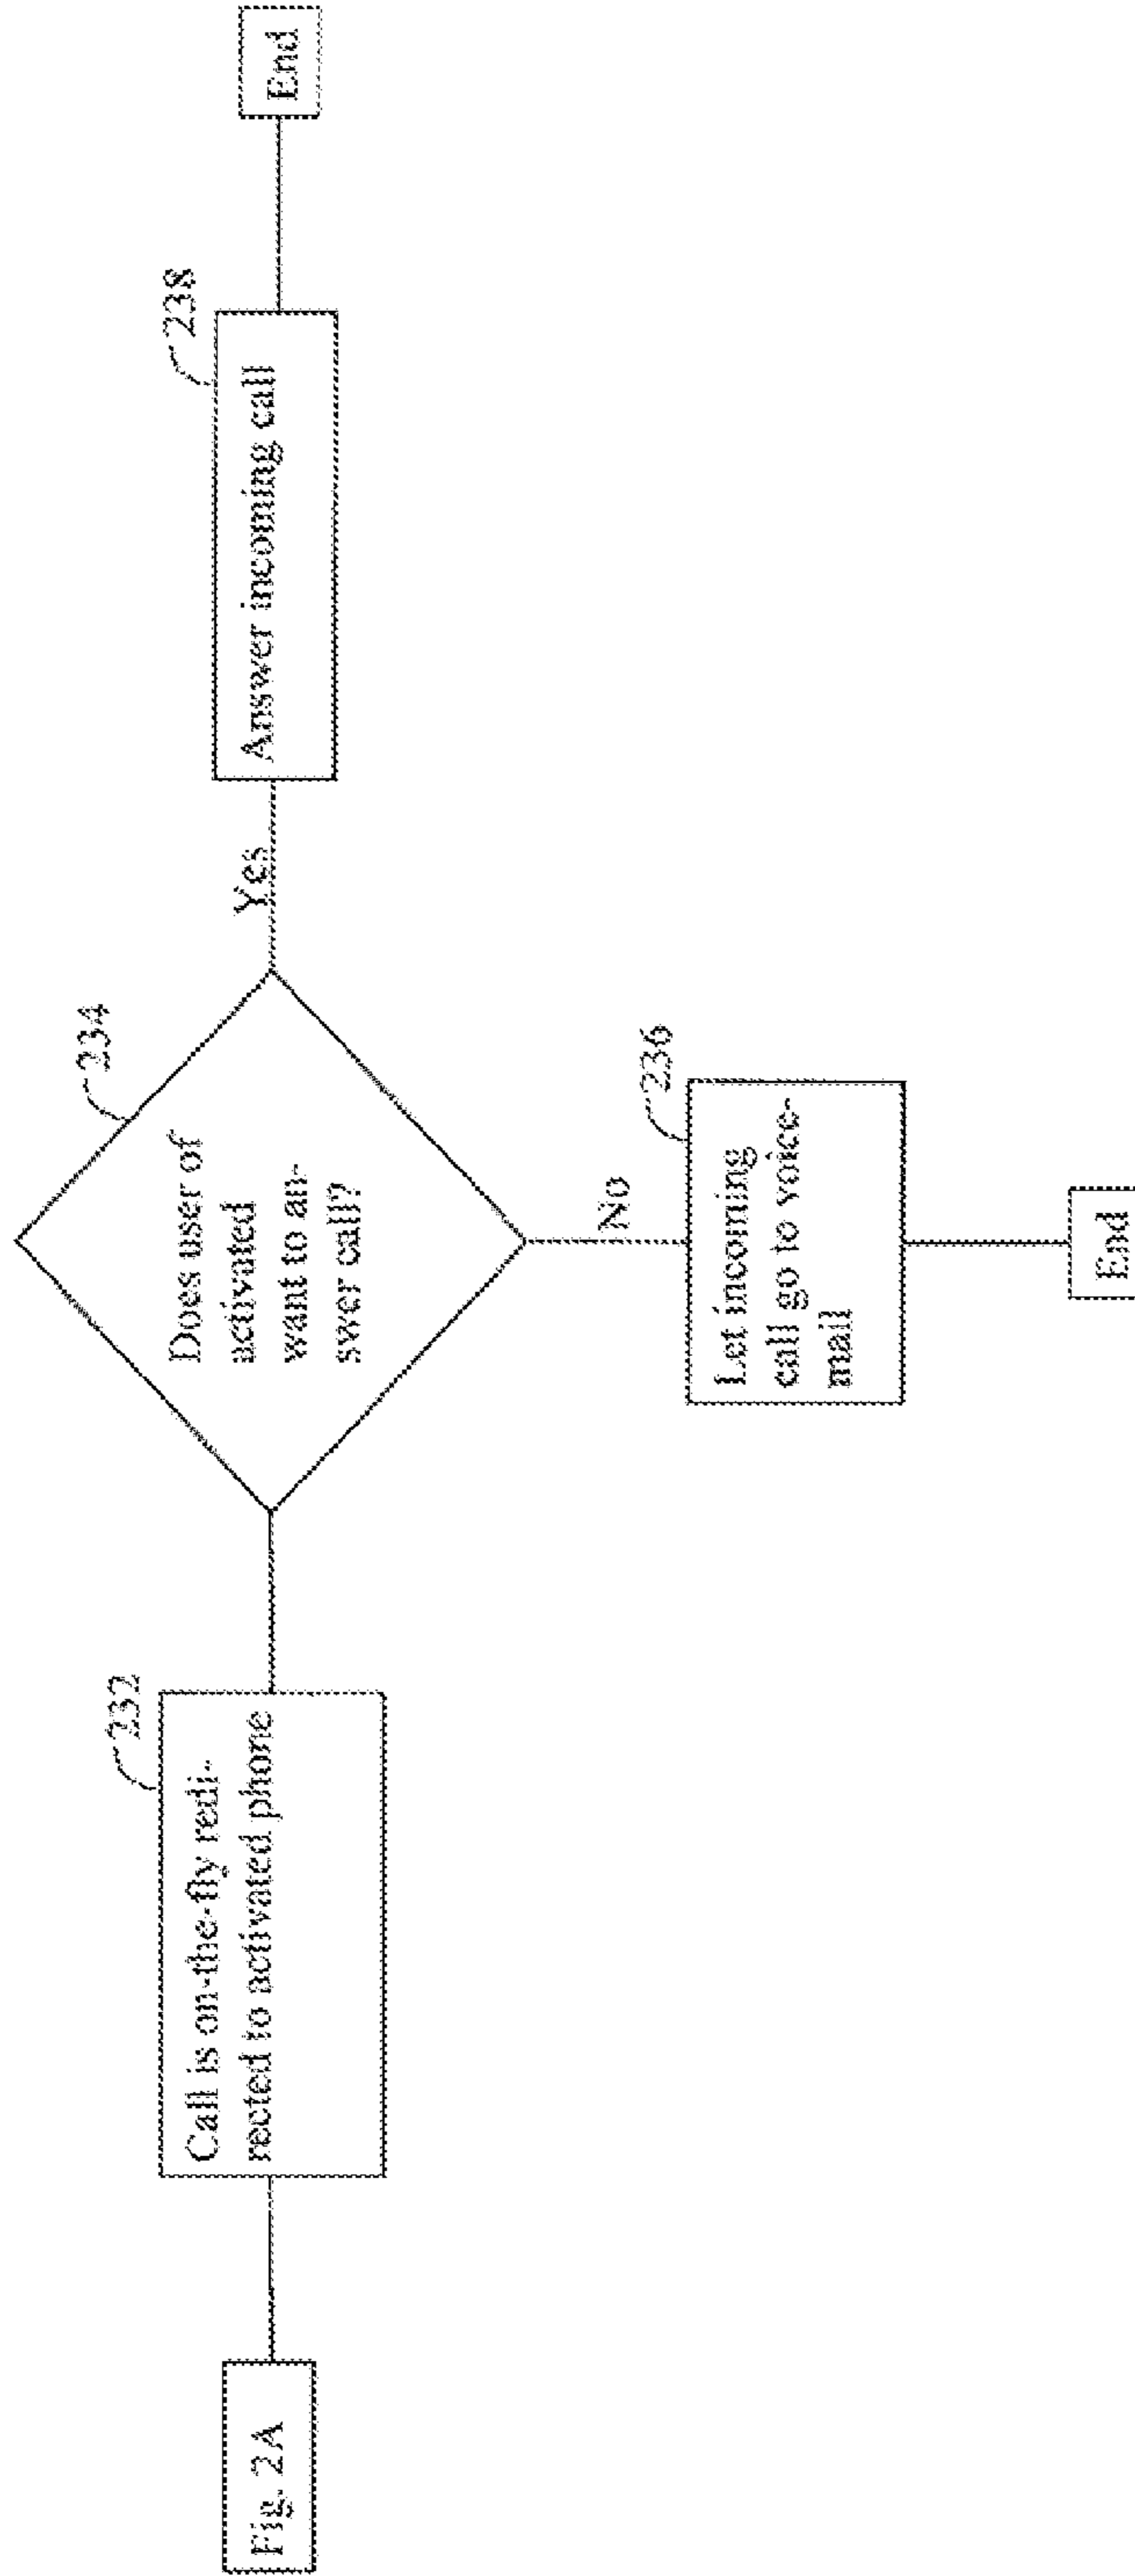 Fig. 2A
232
Call is on-the-fly redi-
rected to activated phone
234
Does user of
activated
want to an-
swer call?
Yes
238
Answer incoming call
End
No
236
Let incoming
call go to voice-
mail
End